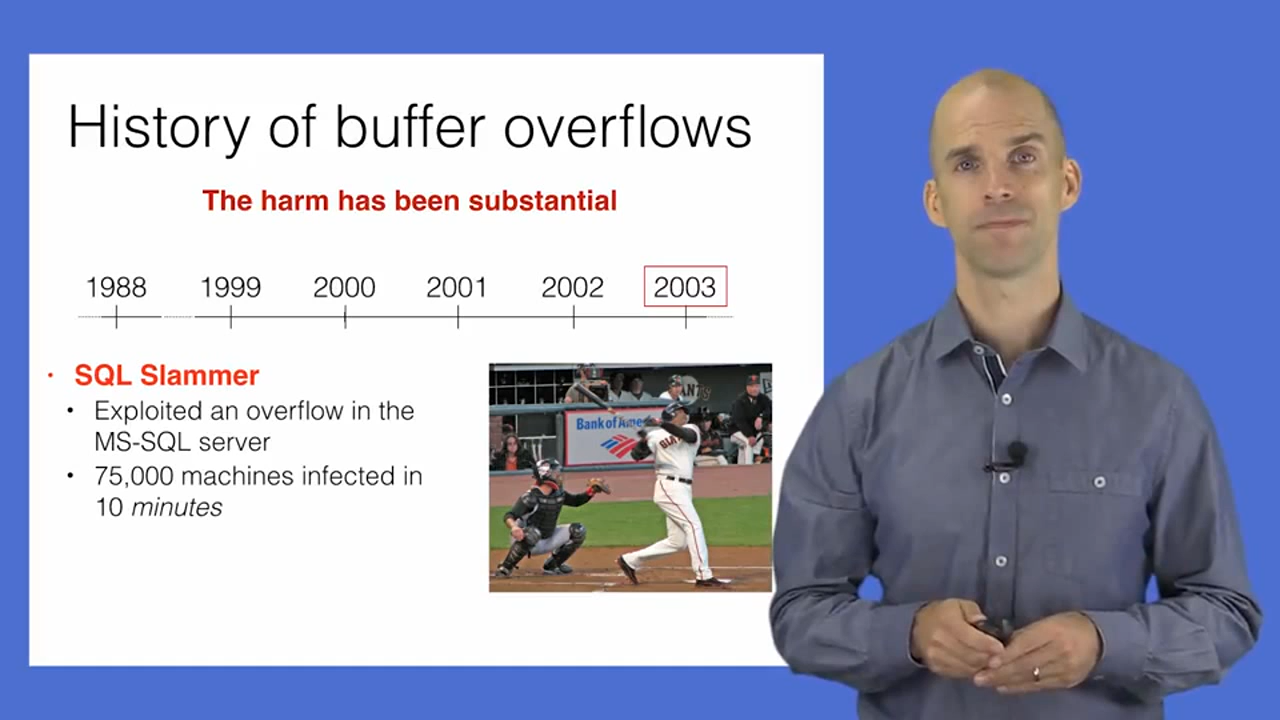 History of buffer overflows
The harm has been substantial
1988 1999 2000 2001 2002 2003
• SQL Slammer
• Exploited an overflow in the
MS-SQL server
• 75,000 machines infected in
10 minutes
ANTS
Bank of Ame